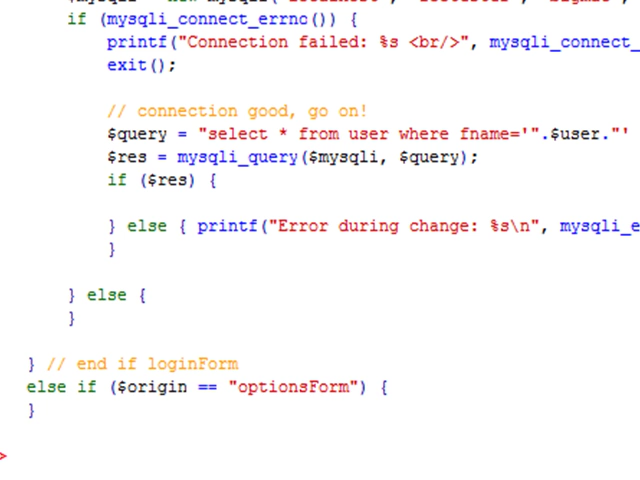 if (mysqli_connect_errno()) {
printf("Connection failed: %s <br/>", mysqli_connect_
exit();
// connection good, go on!
$query = "select * from user where fname='".$user."'
$res = mysqli_query($mysqli, $query);
if ($res) {
} else { printf("Error during change: %s\n", mysqli_e
}
} else {
}
} // end if loginForm
else if ($origin == "optionsForm") {
}
>